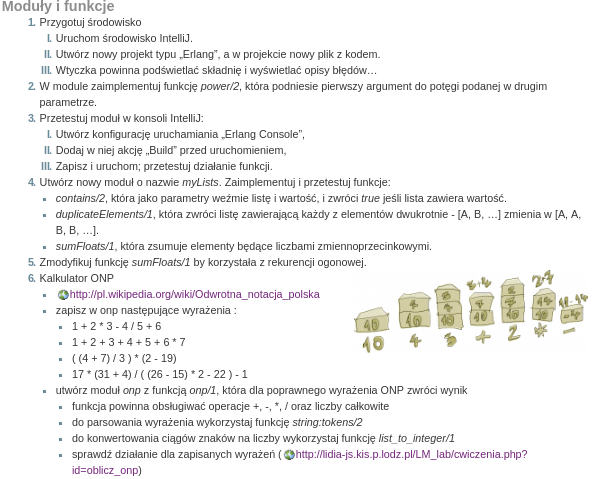 Moduły i funkcje
1. Przygotuj środowisko
I. Uruchom środowisko IntelliJ.
II. Utwórz nowy projekt typu „Erlang”, a w projekcie nowy plik z kodem.
III. Wtyczka powinna podświetlać składnię i wyświetlać opisy błędów…
2. W module zaimplementuj funkcję power/2, która podniesie pierwszy argument do potęgi podanej w drugim
parametrze.
3. Przetestuj moduł w konsoli IntelliJ:
I. Utwórz konfigurację uruchamiania „Erlang Console”,
II. Dodaj w niej akcję „Build” przed uruchomieniem,
III. Zapisz i uruchom; przetestuj działanie funkcji.
4. Utwórz nowy moduł o nazwie myLists. Zaimplementuj i przetestuj funkcje:
contains/2, która jako parametry weźmie listę i wartość, i zwróci true jeśli lista zawiera wartość.
duplicateElements/1, która zwróci listę zawierającą każdy z elementów dwukrotnie - [A, B, …] zmienia w [A, A,
B, B, …].
sumFloats/1, która zsumuje elementy będące liczbami zmiennoprzecinkowymi.
5. Zmodyfikuj funkcję sumFloats/1 by korzystała z rekurencji ogonowej.
6. Kalkulator ONP
http://pl.wikipedia.org/wiki/Odwrotna_notacja_polska
zapisz w onp następujące wyrażenia :
1 + 2 * 3 - 4 / 5 + 6
1 + 2 + 3 + 4 + 5 + 6 * 7
( (4 + 7) / 3 ) * (2 - 19)
17 * (31 + 4) / ( (26 - 15) * 2 - 22 ) - 1
utwórz moduł onp z funkcją onp/1, która dla poprawnego wyrażenia ONP zwróci wynik
funkcja powinna obsługiwać operacje +, -, *, / oraz liczby całkowite
do parsowania wyrażenia wykorzystaj funkcję string:tokens/2
do konwertowania ciągów znaków na liczby wykorzystaj funkcję list_to_integer/1
sprawdź działanie dla zapisanych wyrażeń (http://lidia-js.kis.p.lodz.pl/LM_lab/cwiczenia.php?
id=oblicz_onp)